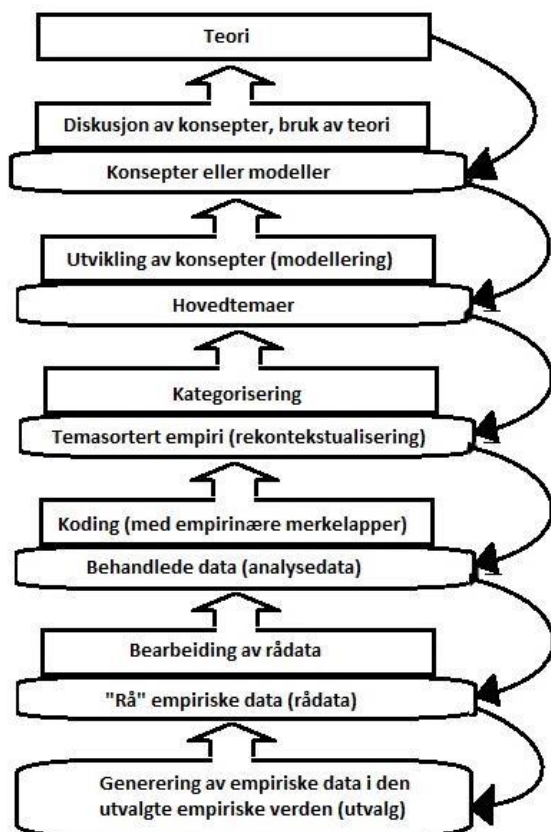 Teori
Diskusjon av konsepter, bruk av teori
Konsepter eller modeller
Utvikling av konsepter (modellering)
Hovedtemaer
Kategorisering
Temasortert empiri (rekontekstualisering)
Koding (med empirinære merkelapper)
Behandlede data (analysedata)
Bearbeiding av rådata
"Rå" empiriske data (rådata)
Generering av empiriske data i den
utvalgte empiriske verden (utvalg)